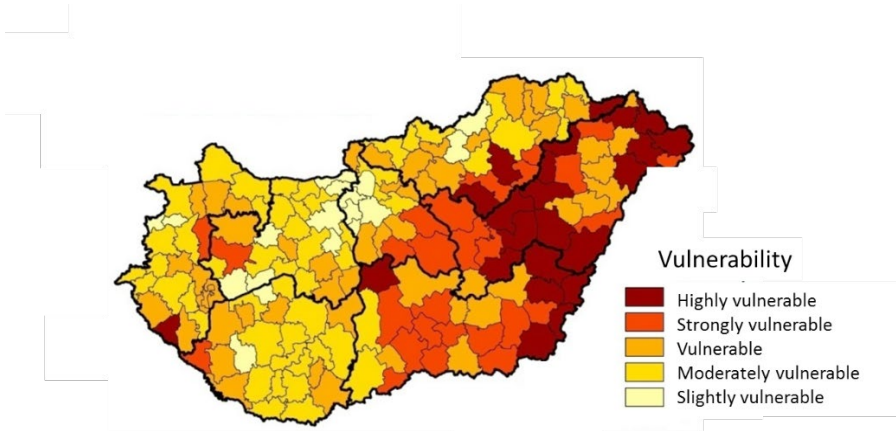 Vulnerability
Highly vulnerable
Strongly vulnerable
Vulnerable
Moderately vulnerable
Slightly vulnerable